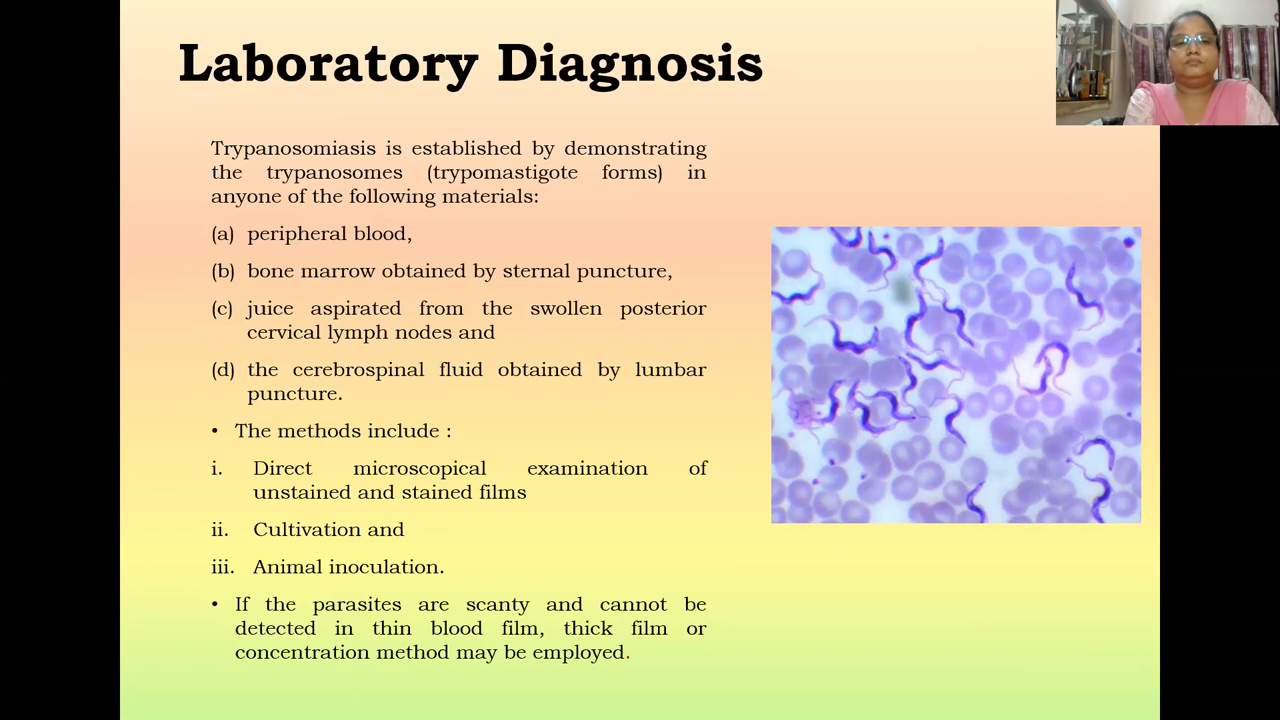 Laboratory Diagnosis
Trypanosomiasis is established by demonstrating
the trypanosomes (trypomastigote forms) in
anyone of the following materials:
(a) peripheral blood,
(b) bone marrow obtained by sternal puncture,
(c) juice aspirated from the swollen posterior
cervical lymph nodes and
(d) the cerebrospinal fluid obtained by lumbar
puncture.
• The methods include :
i. Direct microscopical examination of
unstained and stained films
ii. Cultivation and
iii. Animal inoculation.
• If the parasites are scanty and cannot be
detected in thin blood film, thick film or
concentration method may be employed.